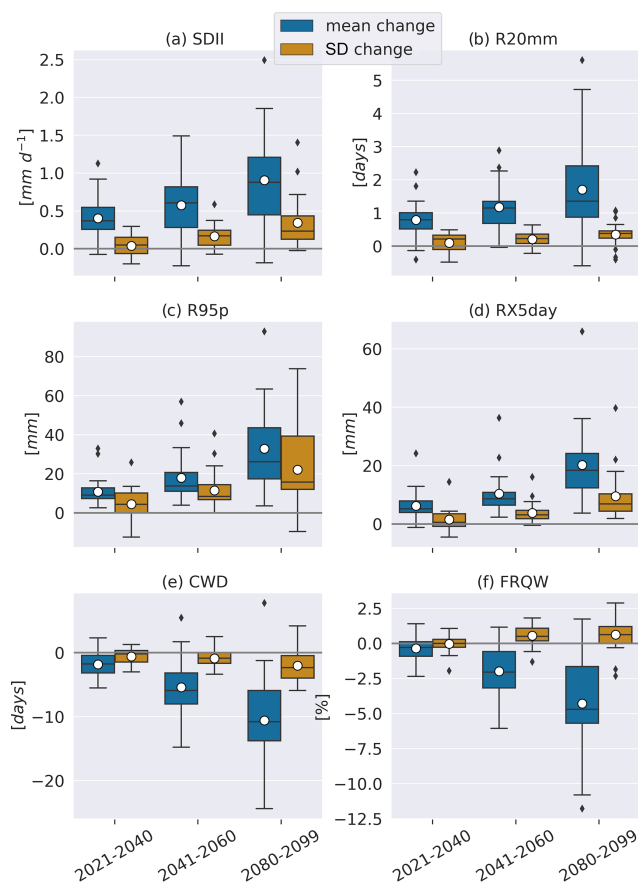 mean change
SD change
(a) SDII
(b) R20mm
[mm d⁻¹]
2.5
2.0
1.5
1.0
0.5
0.0
[days]
5
4
3
2
1
0
(c) R95p
(d) RX5day
[mm]
80
60
40
20
0
[mm]
60
40
20
0
(e) CWD
(f) FRQW
[days]
0
−10
−20
[%]
2.5
0.0
−2.5
−5.0
−7.5
−10.0
−12.5
2021-2040
2041-2060
2080-2099
2021-2040
2041-2060
2080-2099